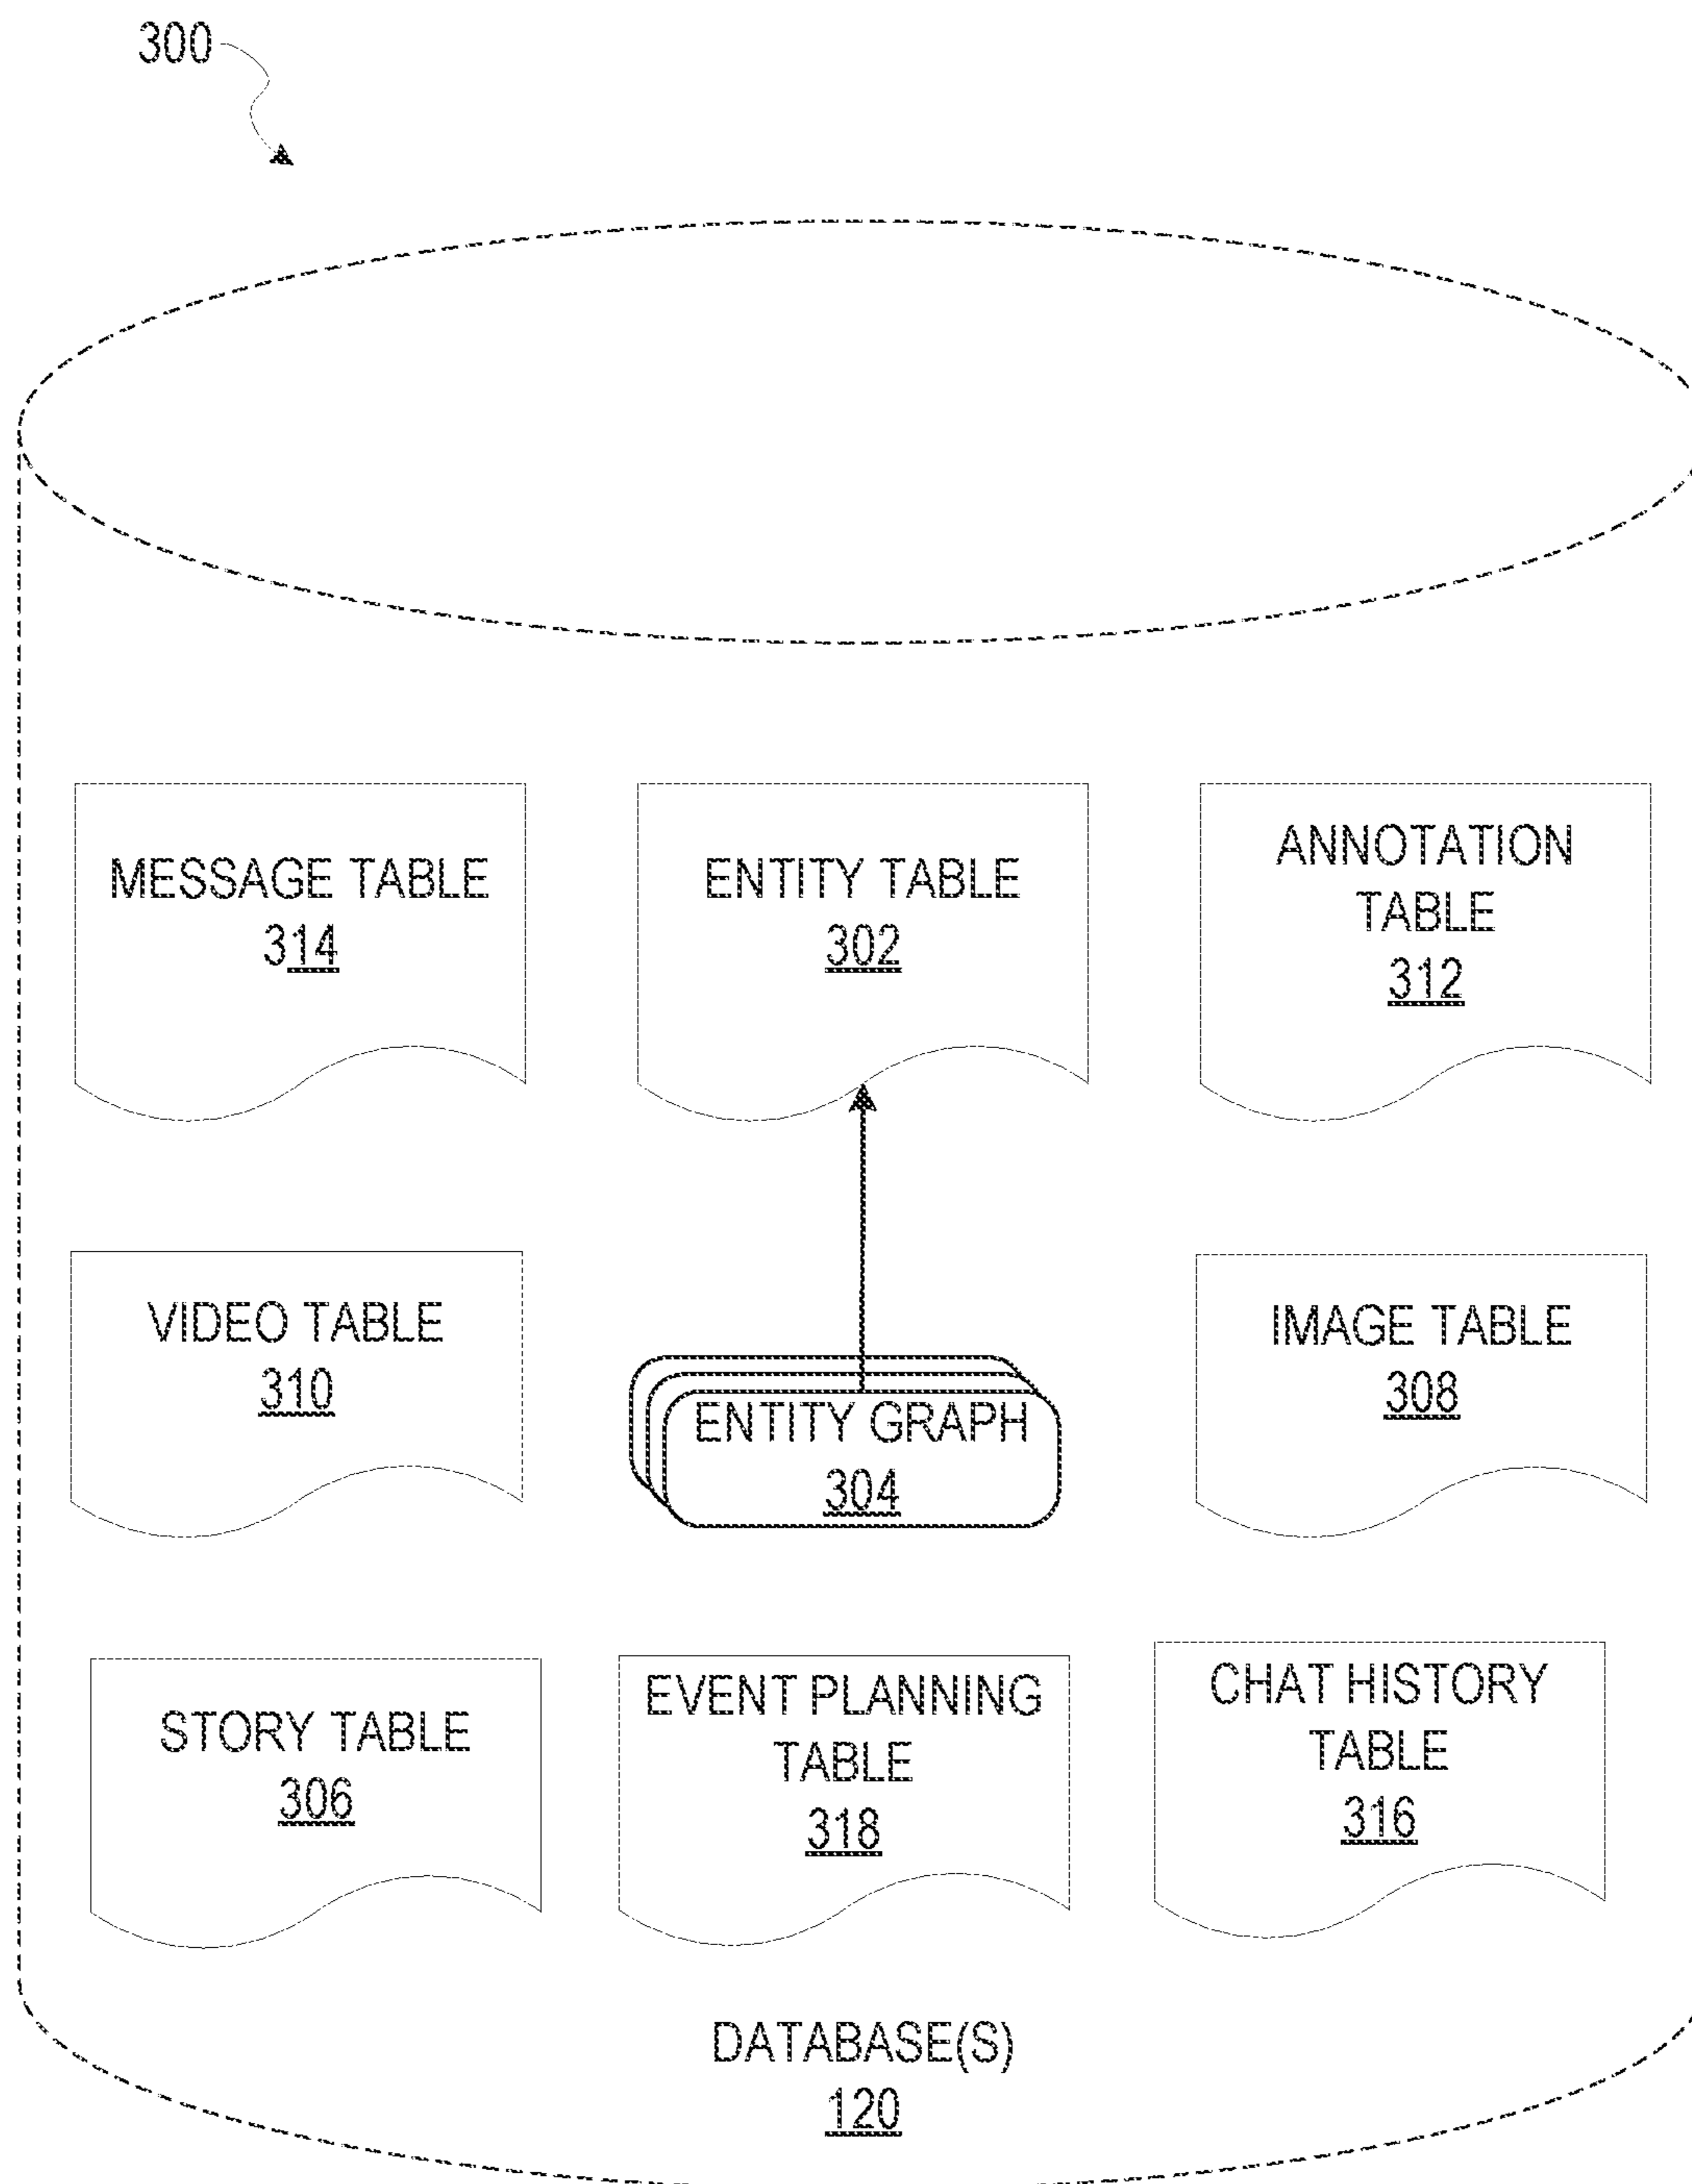 300
MESSAGE TABLE
314
ENTITY TABLE
302
ANNOTATION
TABLE
312
VIDEO TABLE
310
ENTITY GRAPH
304
IMAGE TABLE
308
STORY TABLE
306
EVENT PLANNING
TABLE
318
CHAT HISTORY
TABLE
316
DATABASE(S)
120